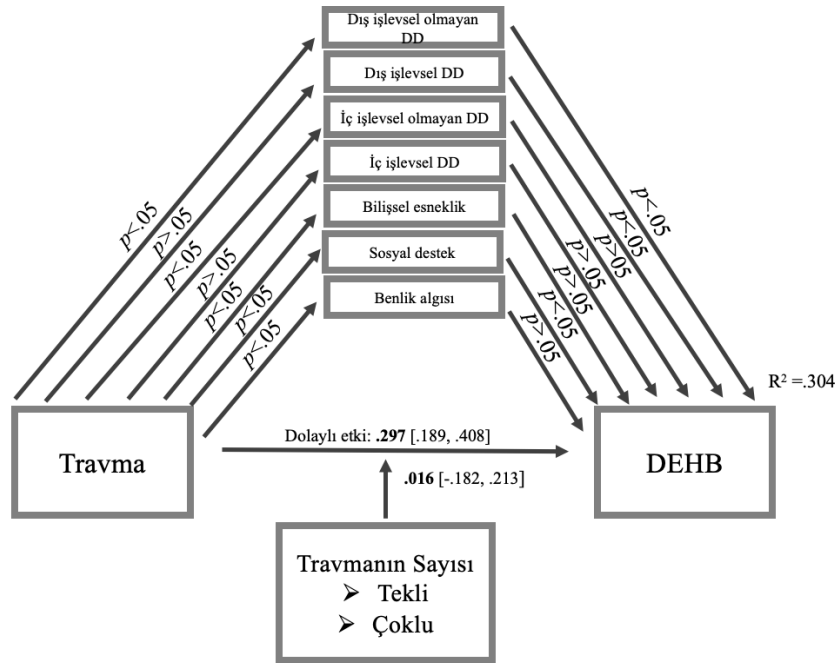 Dış işlevsel olmayan
DD
Dış işlevsel DD
İç işlevsel olmayan DD
İç işlevsel DD
Bilişsel esneklik
Sosyal destek
Benlik algısı
p<.05
p>.05
p<.05
p>.05
p<.05
p<.05
p<.05
p<.05
p<.05
p>05
p>.05
p>.05
p<.05
p>.05
R² =.304
Travma
Dolaylı etki: .297 [.189, .408]
DEHB
.016 [-.182, .213]
Travmanın Sayısı
➢ Tekli
➢ Çoklu